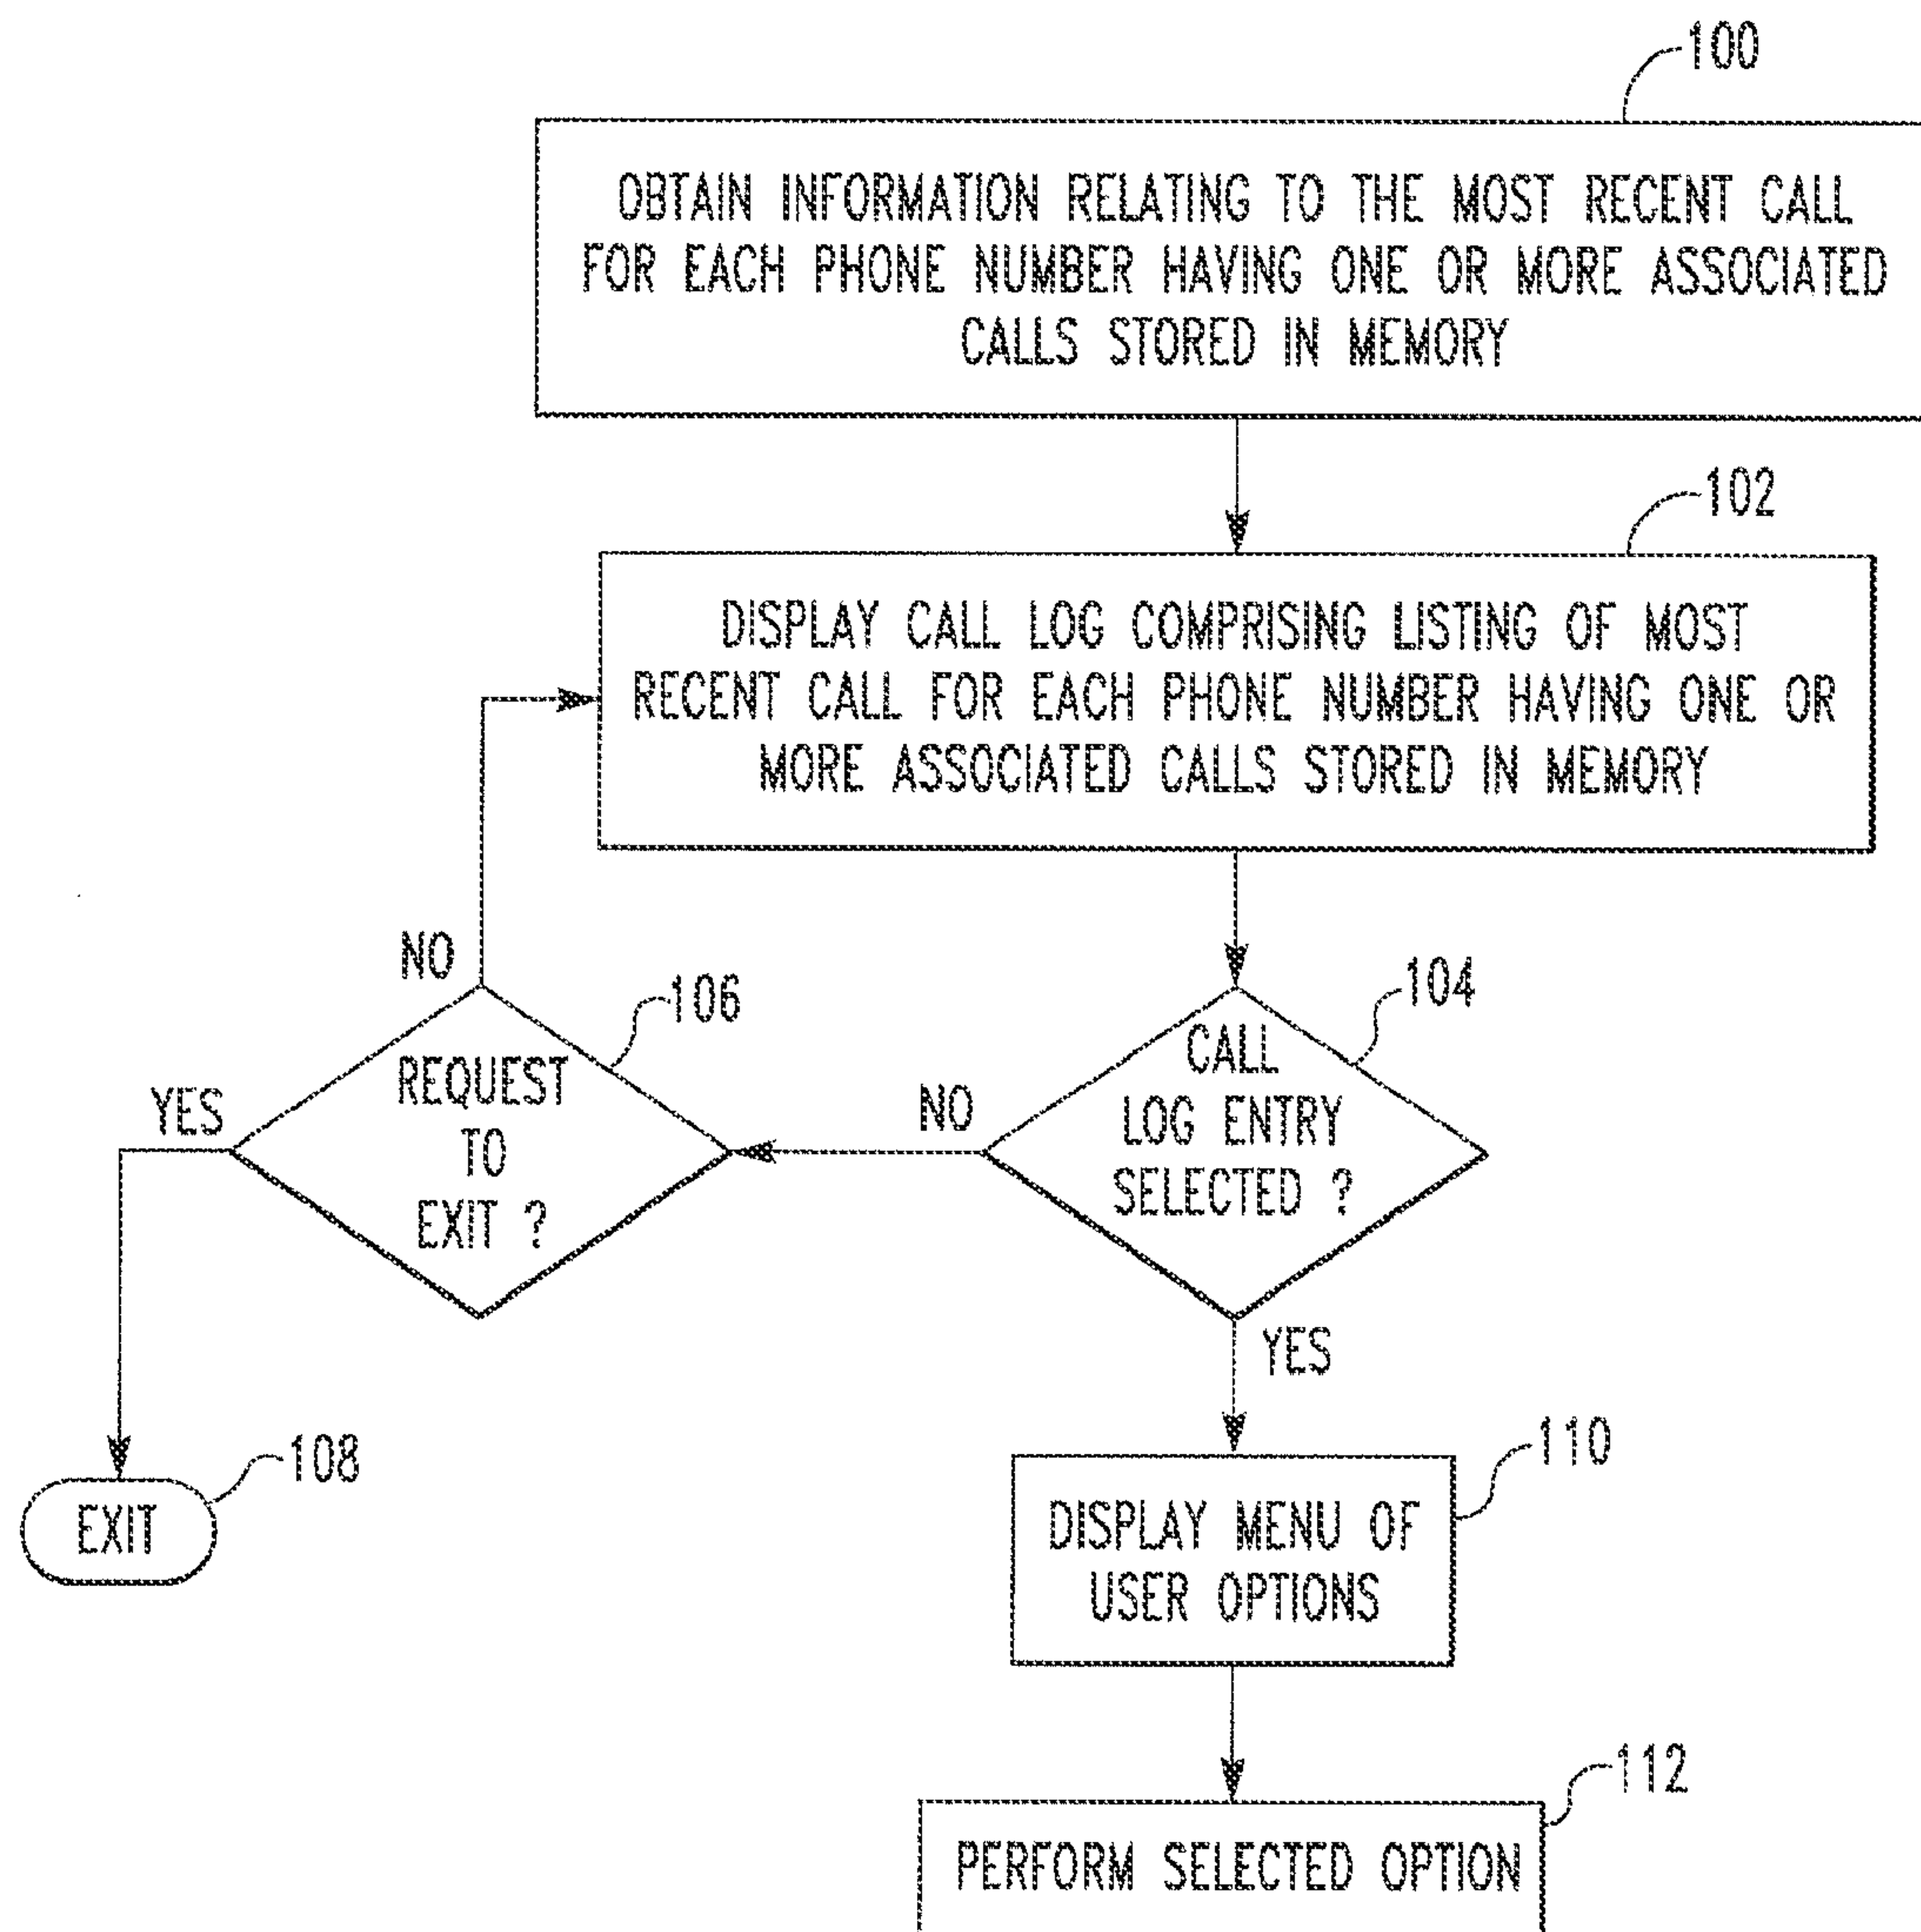 100
OBTAIN INFORMATION RELATING TO THE MOST RECENT CALL
FOR EACH PHONE NUMBER HAVING ONE OR MORE ASSOCIATED
CALLS STORED IN MEMORY
102
DISPLAY CALL LOG COMPRISING LISTING OF MOST
RECENT CALL FOR EACH PHONE NUMBER HAVING ONE OR
MORE ASSOCIATED CALLS STORED IN MEMORY
NO
106
REQUEST
TO
EXIT ?
YES
104
CALL
LOG ENTRY
SELECTED ?
NO
YES
108
EXIT
110
DISPLAY MENU OF
USER OPTIONS
112
PERFORM SELECTED OPTION